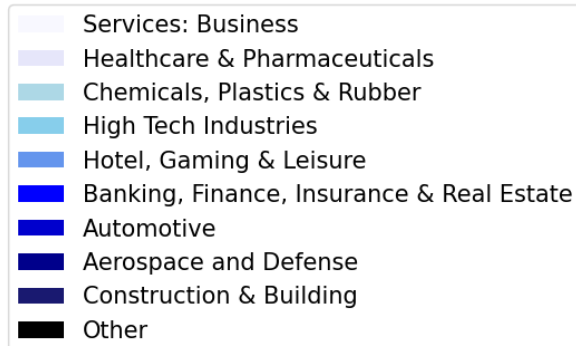 Services: Business
Healthcare & Pharmaceuticals
Chemicals, Plastics & Rubber
High Tech Industries
Hotel, Gaming & Leisure
Banking, Finance, Insurance & Real Estate
Automotive
Aerospace and Defense
Construction & Building
Other